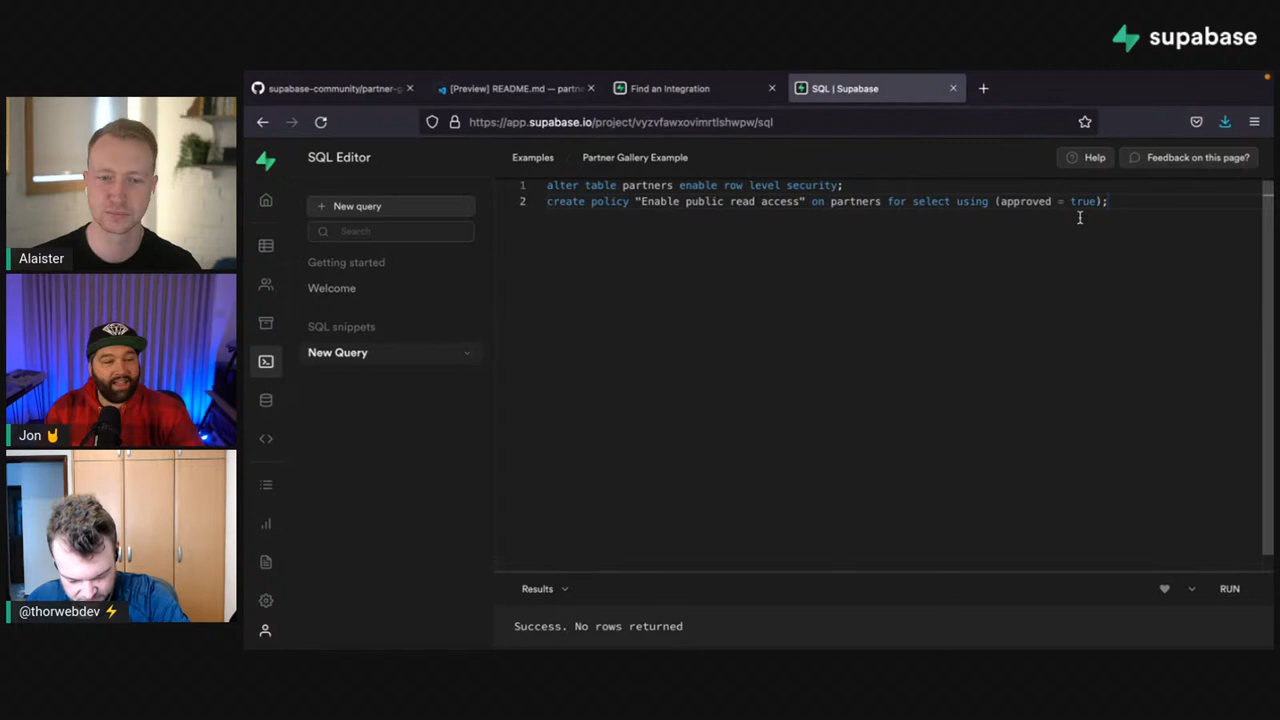 supabase
supabase-community/partner-g
[Preview] README.md — partne
Find an Integration
SQL | Supabase
https://app.supabase.io/project/vyzvfawxovimrtlshwpw/sql
SQL Editor
Examples
Partner Gallery Example
Help
Feedback on this page?
New query
Search
Getting started
Welcome
SQL snippets
New Query
1 alter table partners enable row level security;
2 create policy "Enable public read access" on partners for select using (approved = true);
Results
RUN
Success. No rows returned
Alaister
Jon 🤘
@thorwebdev ⚡